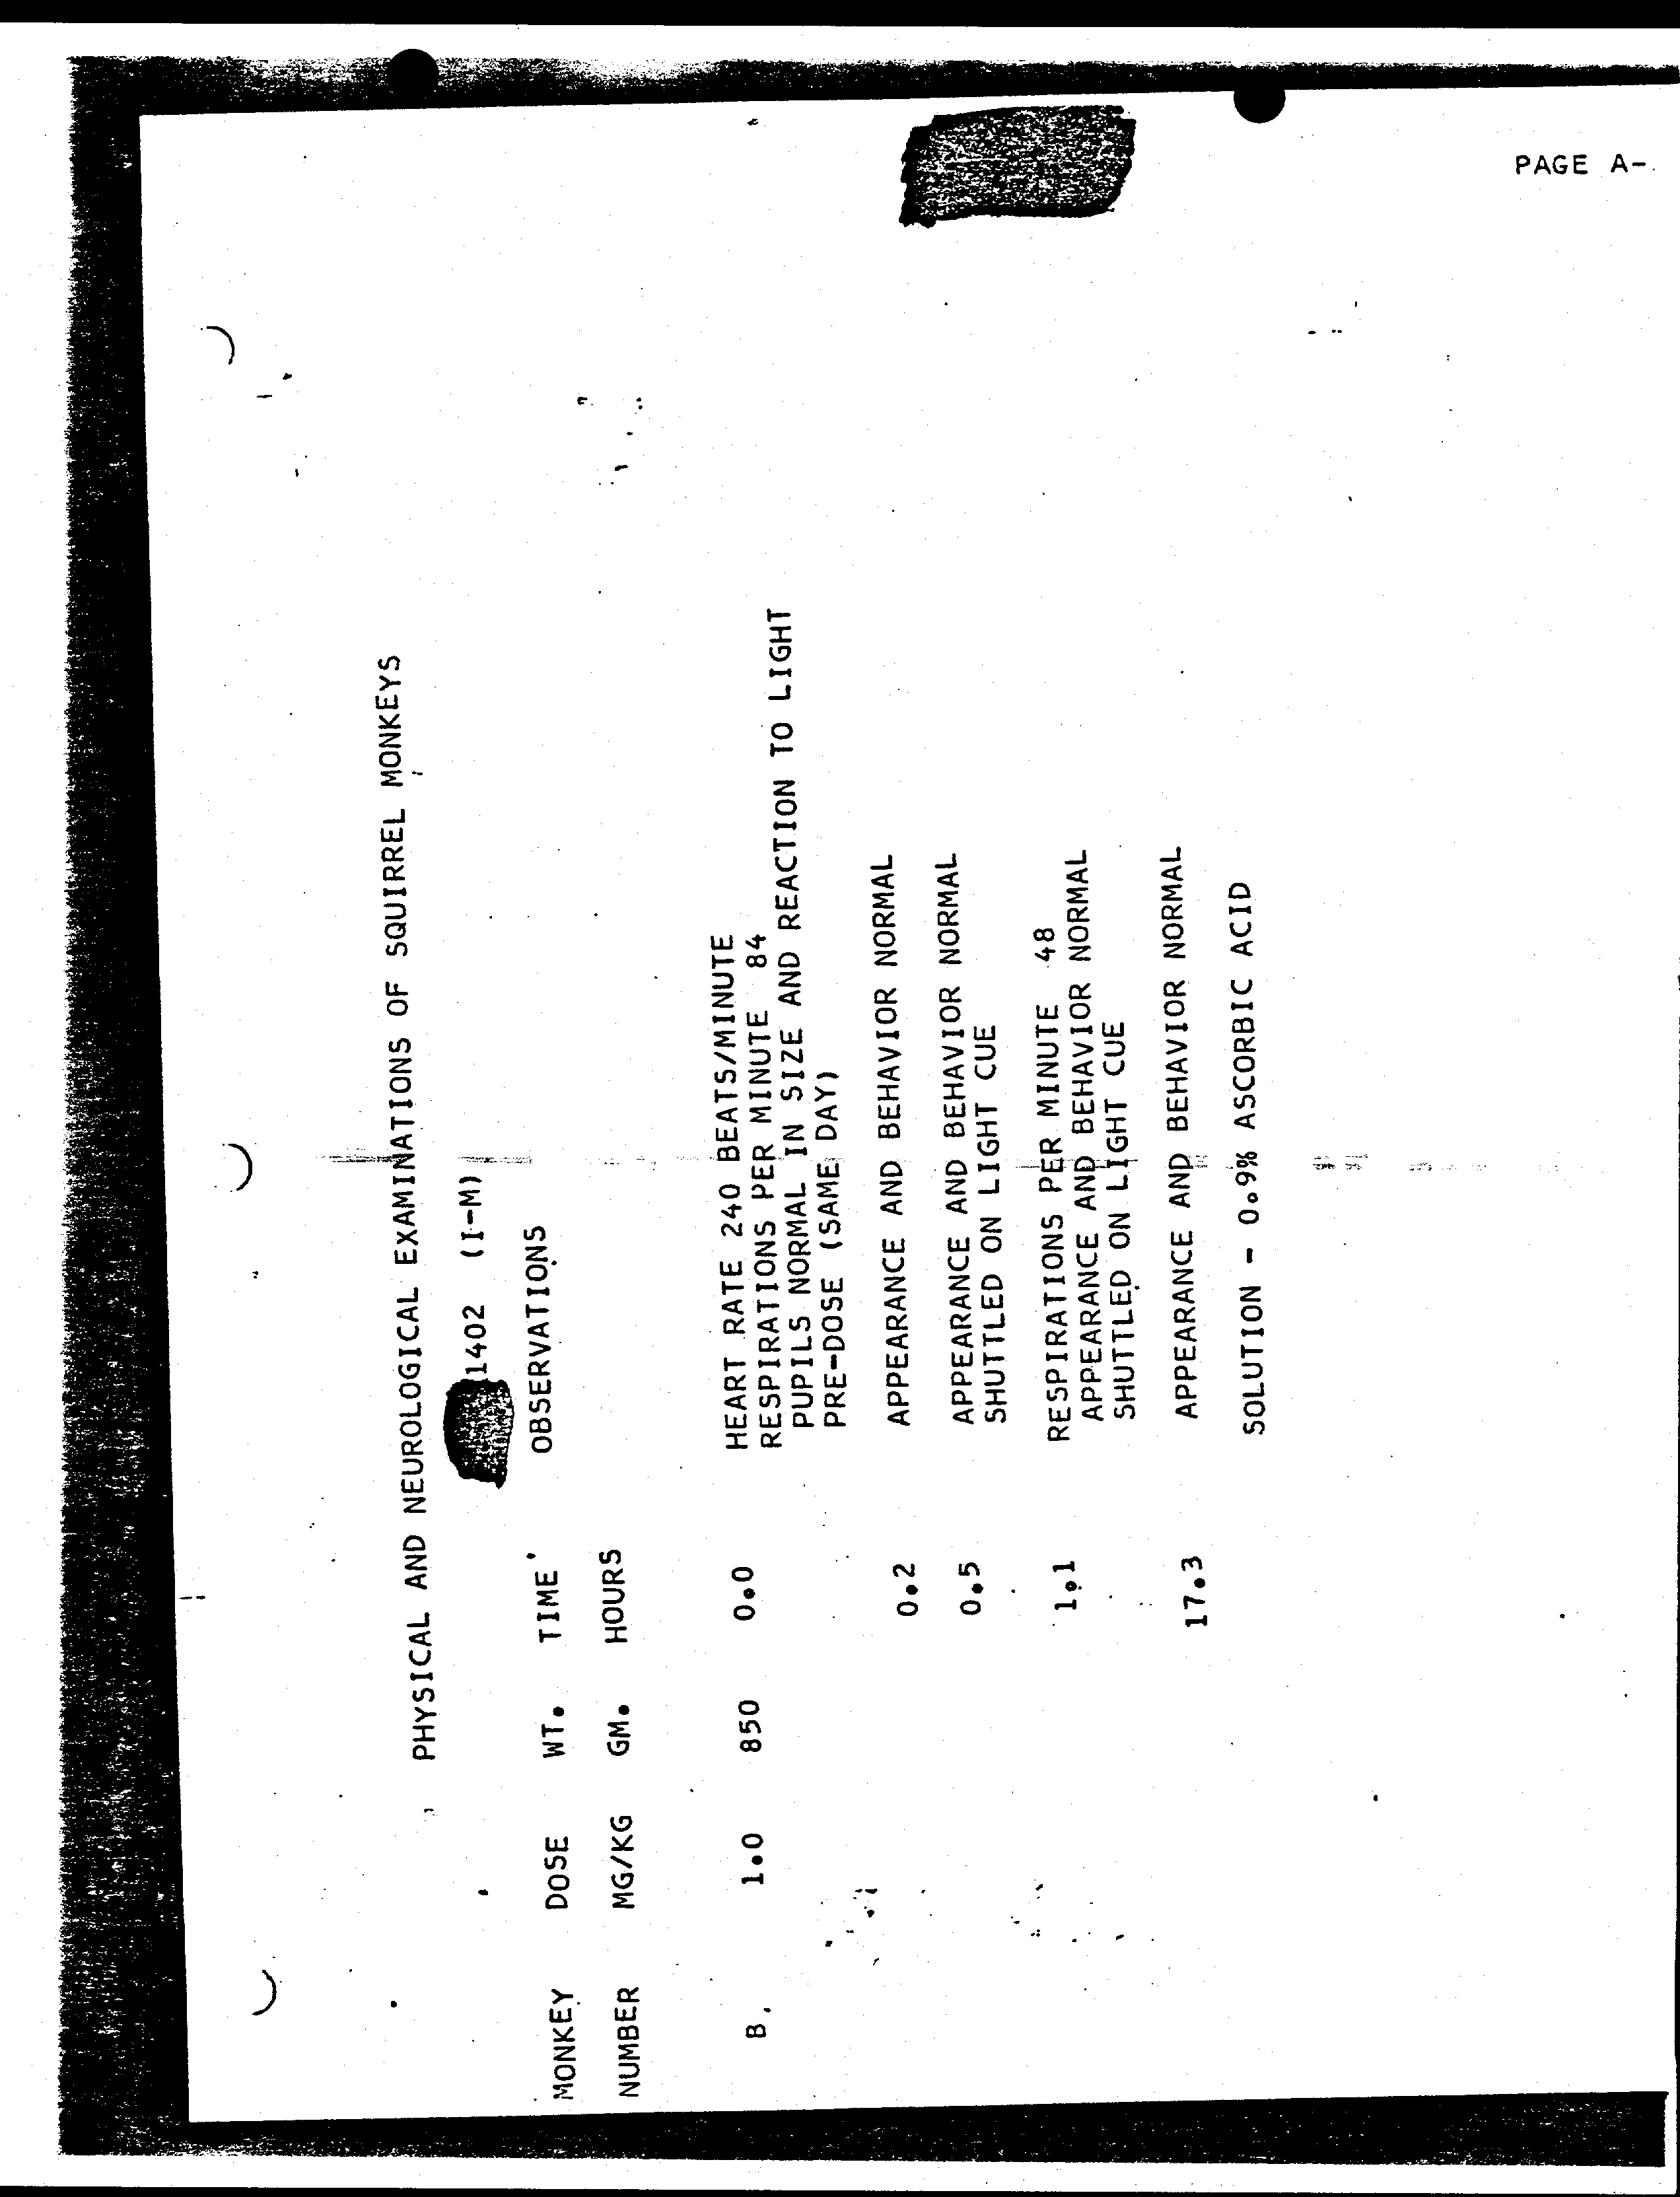 PAGE A-
PHYSICAL AND NEUROLOGICAL EXAMINATIONS OF SQUIRREL MONKEYS
1402 (I-M)
MONKEY DOSE WT. TIME OBSERVATIONS
NUMBER MG/KG GM. HOURS
B. 1.0 850 0.0 HEART RATE 240 BEATS/MINUTE
RESPIRATIONS PER MINUTE 84
PUPILS NORMAL IN SIZE AND REACTION TO LIGHT
PRE-DOSE (SAME DAY)
0.2 APPEARANCE AND BEHAVIOR NORMAL
0.5 APPEARANCE AND BEHAVIOR NORMAL
SHUTTLED ON LIGHT CUE
1.1 RESPIRATIONS PER MINUTE 48
APPEARANCE AND BEHAVIOR NORMAL
SHUTTLED ON LIGHT CUE
17.3 APPEARANCE AND BEHAVIOR NORMAL
SOLUTION - 0.9% ASCORBIC ACID